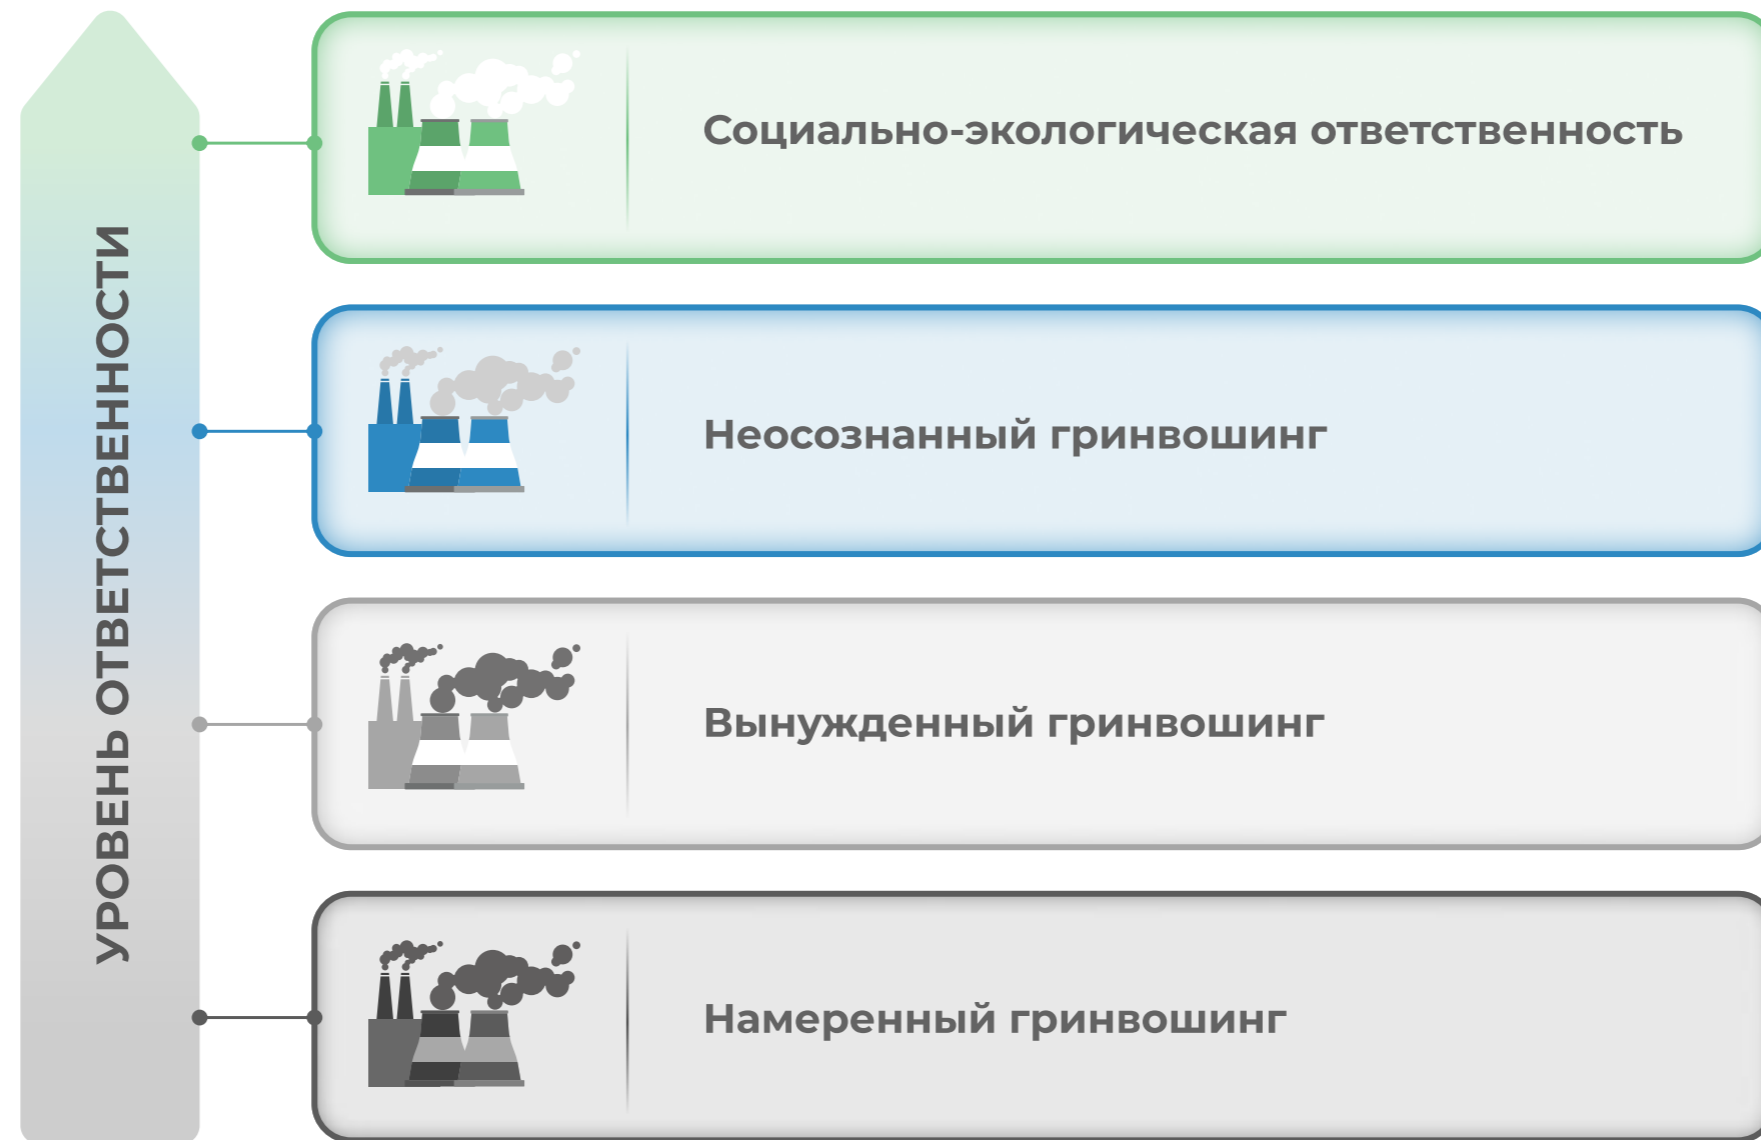 УРОВЕНЬ ОТВЕТСТВЕННОСТИ
Социально-экологическая ответственность
Неосознанный гринвошинг
Вынужденный гринвошинг
Намеренный гринвошинг